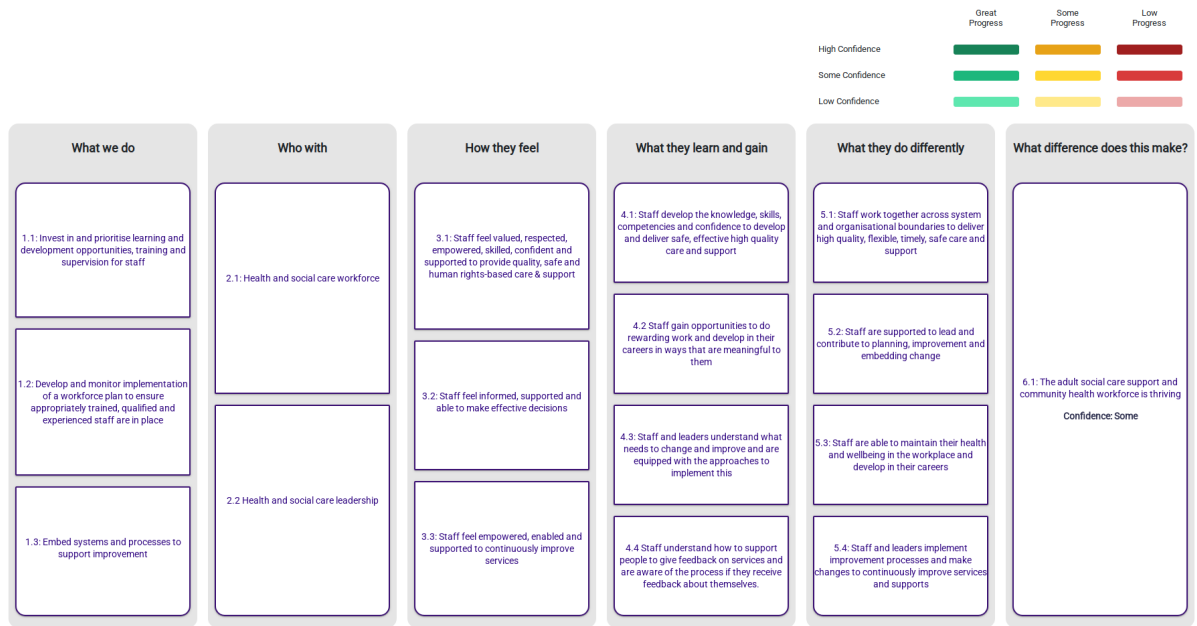 Great
Progress
Some
Progress
Low
Progress
High Confidence
Some Confidence
Low Confidence
What we do
1.1: Invest in and prioritise learning and
development opportunities, training and
supervision for staff
1.2: Develop and monitor implementation
of a workforce plan to ensure
appropriately trained, qualified and
experienced staff are in place
1.3: Embed systems and processes to
support improvement
Who with
2.1: Health and social care workforce
2.2 Health and social care leadership
How they feel
3.1: Staff feel valued, respected,
empowered, skilled, confident and
supported to provide quality, safe and
human rights-based care & support
3.2: Staff feel informed, supported and
able to make effective decisions
3.3: Staff feel empowered, enabled and
supported to continuously improve
services
What they learn and gain
4.1: Staff develop the knowledge, skills,
competencies and confidence to develop
and deliver safe, effective high quality
care and support
4.2 Staff gain opportunities to do
rewarding work and develop in their
careers in ways that are meaningful to
them
4.3: Staff and leaders understand what
needs to change and improve and are
equipped with the approaches to
implement this
4.4 Staff understand how to support
people to give feedback on services and
are aware of the process if they receive
feedback about themselves.
What they do differently
5.1: Staff work together across system
and organisational boundaries to deliver
high quality, flexible, timely, safe care and
support
5.2: Staff are supported to lead and
contribute to planning, improvement and
embedding change
5.3: Staff are able to maintain their health
and wellbeing in the workplace and
develop in their careers
5.4: Staff and leaders implement
improvement processes and make
changes to continuously improve services
and supports
What difference does this make?
6.1: The adult social care support and
community health workforce is thriving
Confidence: Some